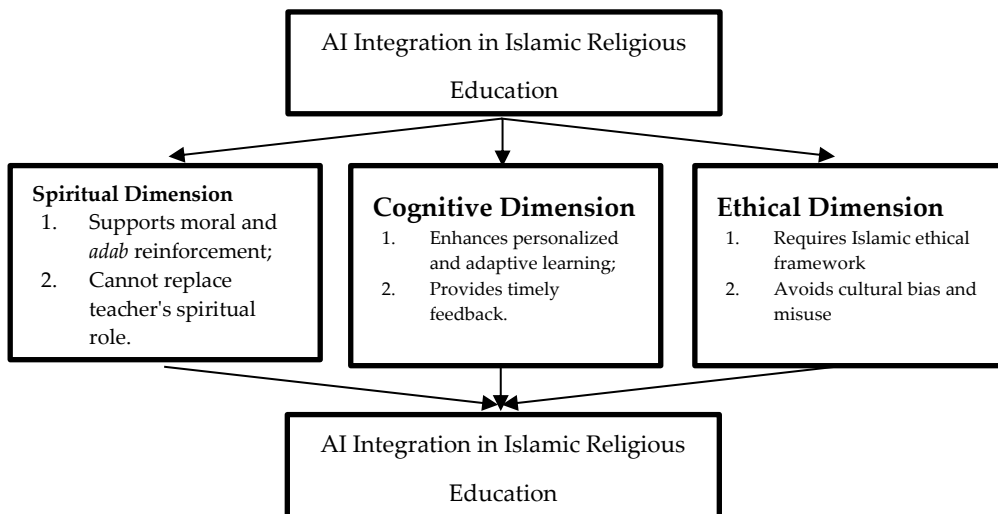 AI Integration in Islamic Religious
Education
Spiritual Dimension
1. Supports moral and
adab reinforcement;
2. Cannot replace
teacher's spiritual
role.
Cognitive Dimension
1. Enhances personalized
and adaptive learning;
2. Provides timely
feedback.
Ethical Dimension
1. Requires Islamic ethical
framework
2. Avoids cultural bias and
misuse
AI Integration in Islamic Religious
Education